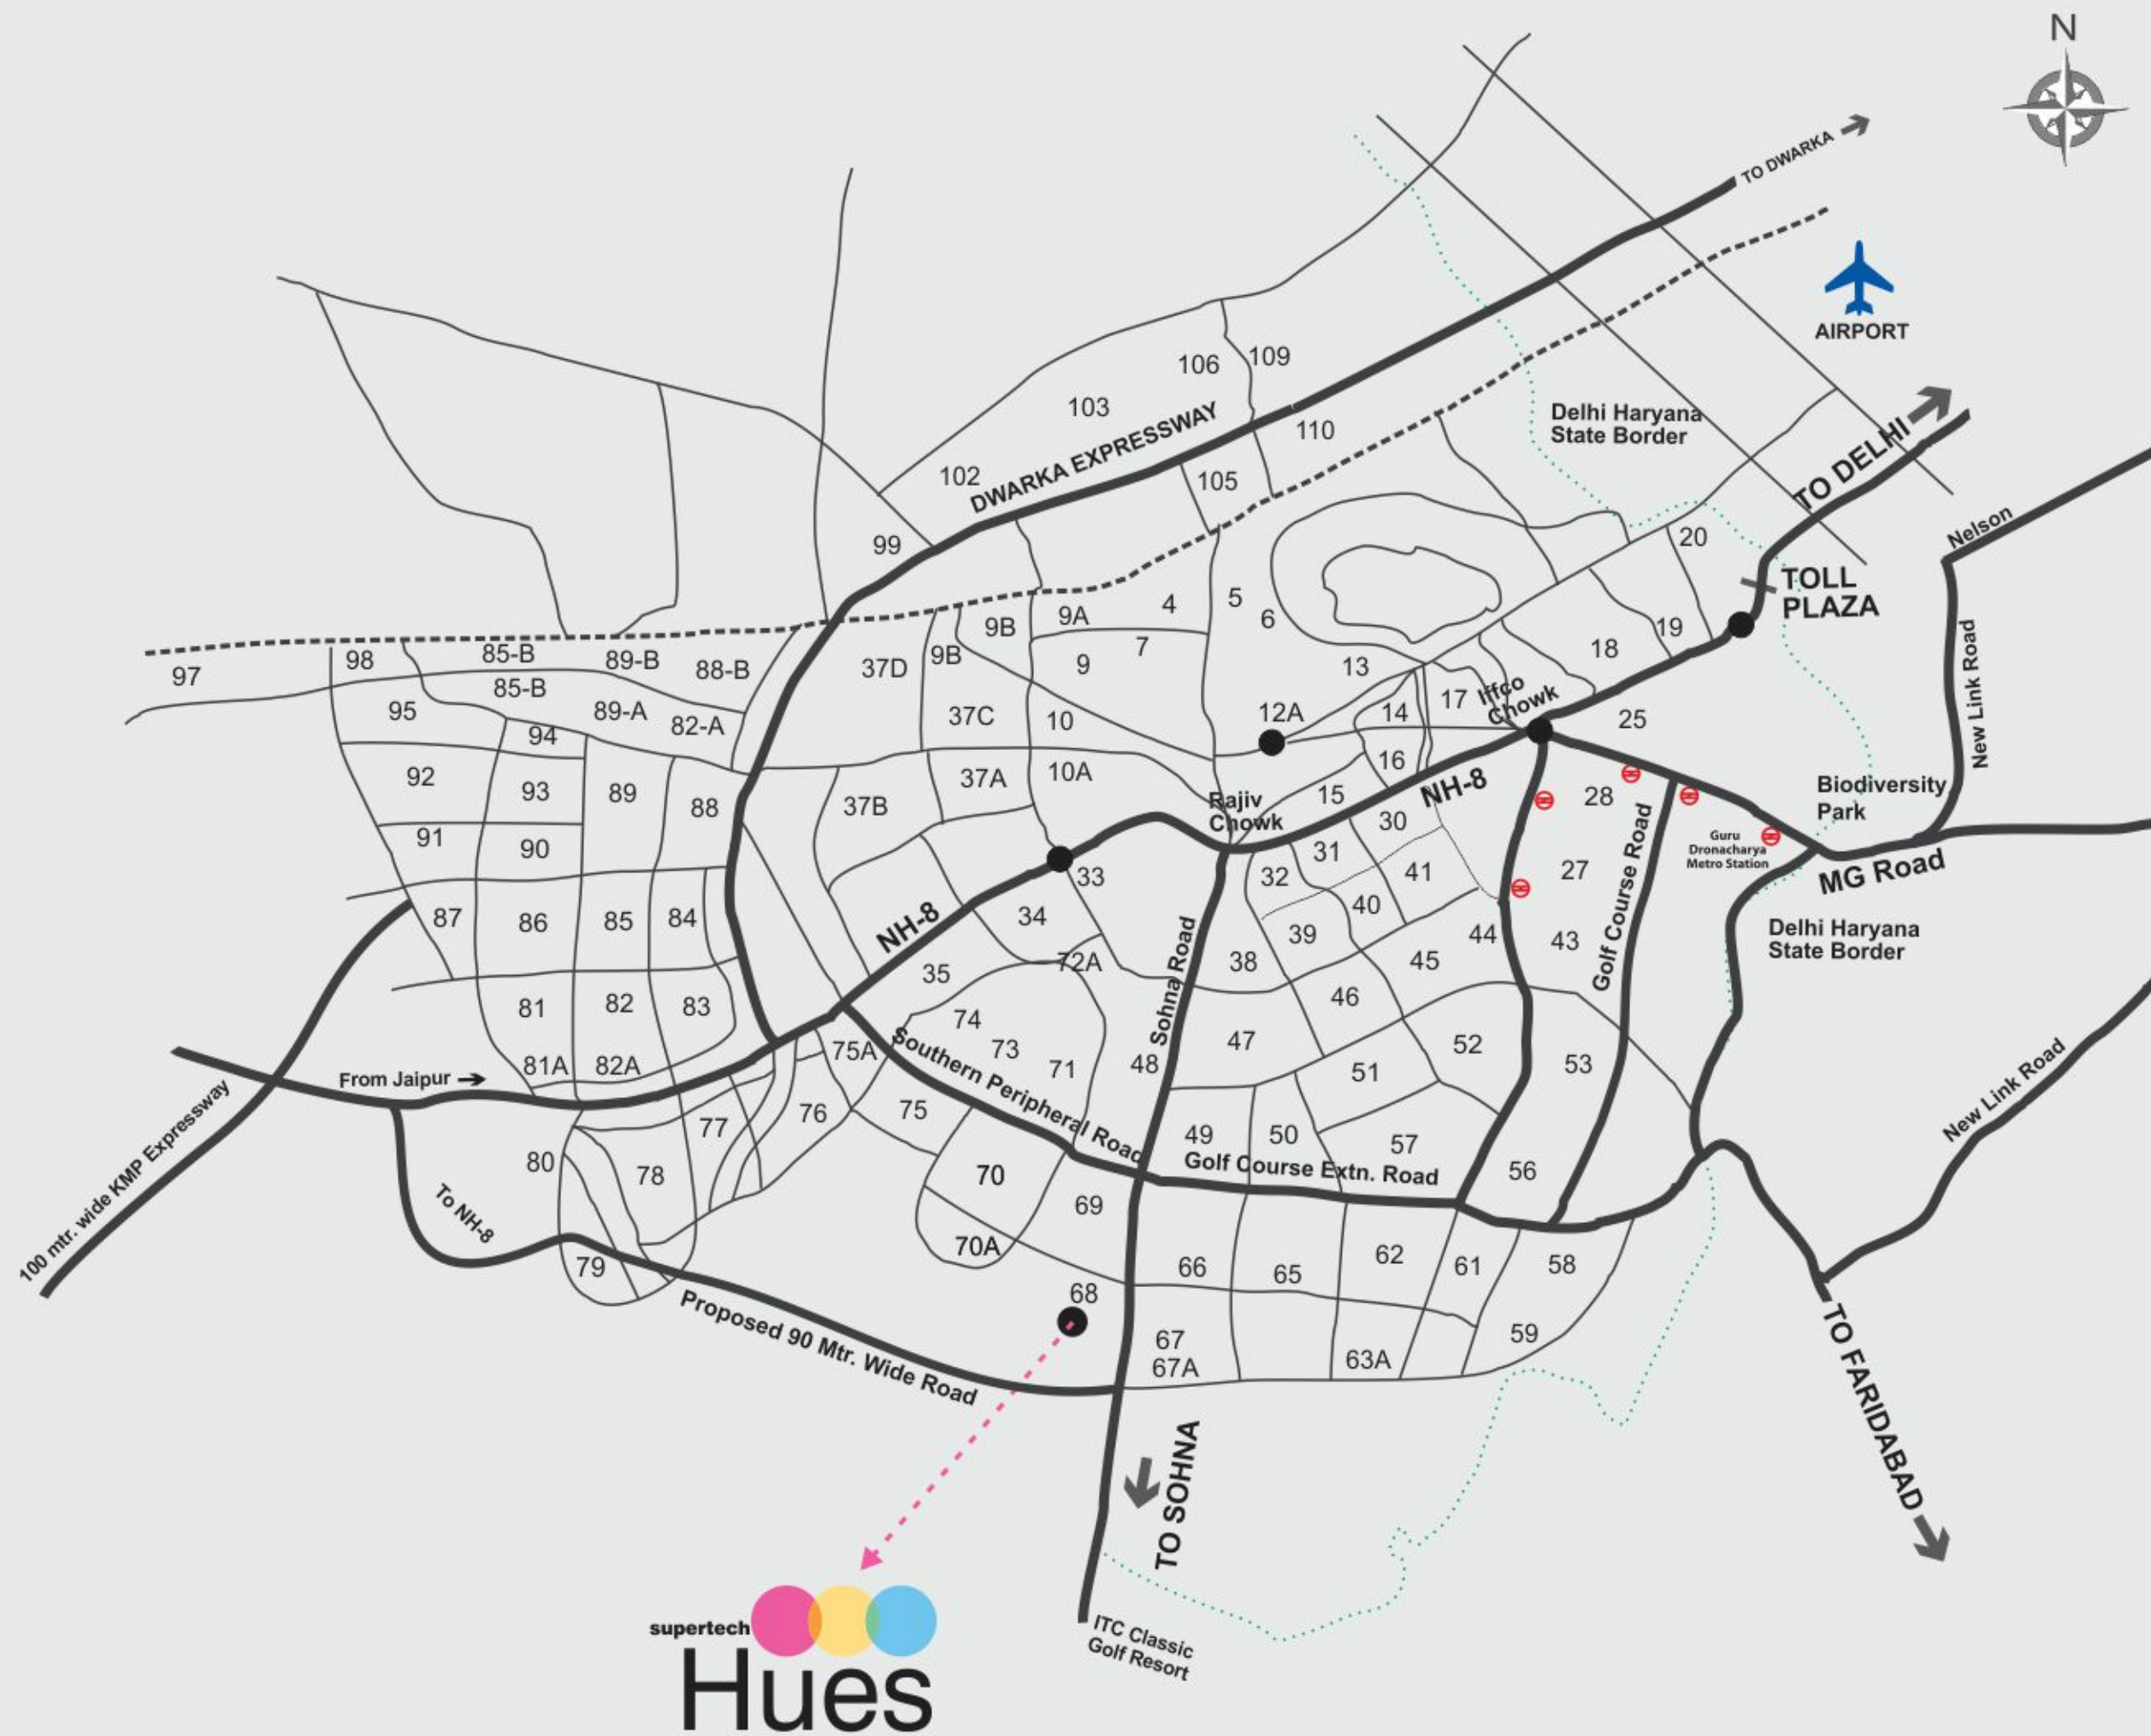 N
TO DWARKA
AIRPORT
106
109
103
Delhi Haryana
State Border
110
TO DELHI
DWARKA EXPRESSWAY
102
105
Nelson
20
99
TOLL
PLAZA
4
5
6
9A
9B
19
18
New Link Road
7
85-B
89-B
88-B
98
97
37D
9B
9
13
85-B
17
Iffco
Chowk
95
89-A
82-A
37C
10
12A
14
25
94
16
92
93
89
88
37A
10A
NH-8
Biodiversity
Park
37B
15
28
Rajiv
Chowk
30
91
90
31
Guru
Dronacharya
Metro Station
33
32
41
27
MG Road
Golf Course Road
87
86
85
84
34
40
NH-8
39
44
43
Delhi Haryana
State Border
35
72A
38
45
Sohna Road
81
82
83
46
74
73
47
52
75A
Southern Peripheral Road
71
48
51
53
81A
82A
From Jaipur
New Link Road
100 mtr. wide KMP Expressway
77
76
75
49
50
57
80
78
70
Golf Course Extn. Road
56
To NH-8
69
70A
79
66
65
62
61
58
68
Proposed 90 Mtr. Wide Road
67
67A
63A
59
TO FARIDABAD
TO SOHNA
supertech
Hues
ITC Classic
Golf Resort